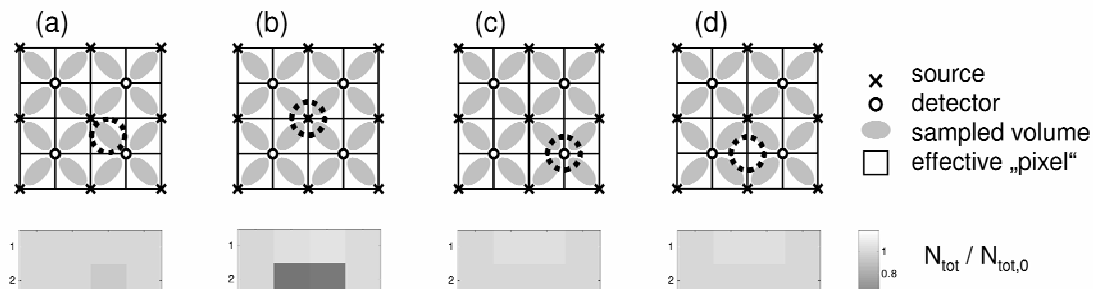 (a) (b) (c) (d)
source
detector
sampled volume
effective „pixel“
1 1 1 1 1
0.8
2 2 2 2
N_tot / N_tot,0